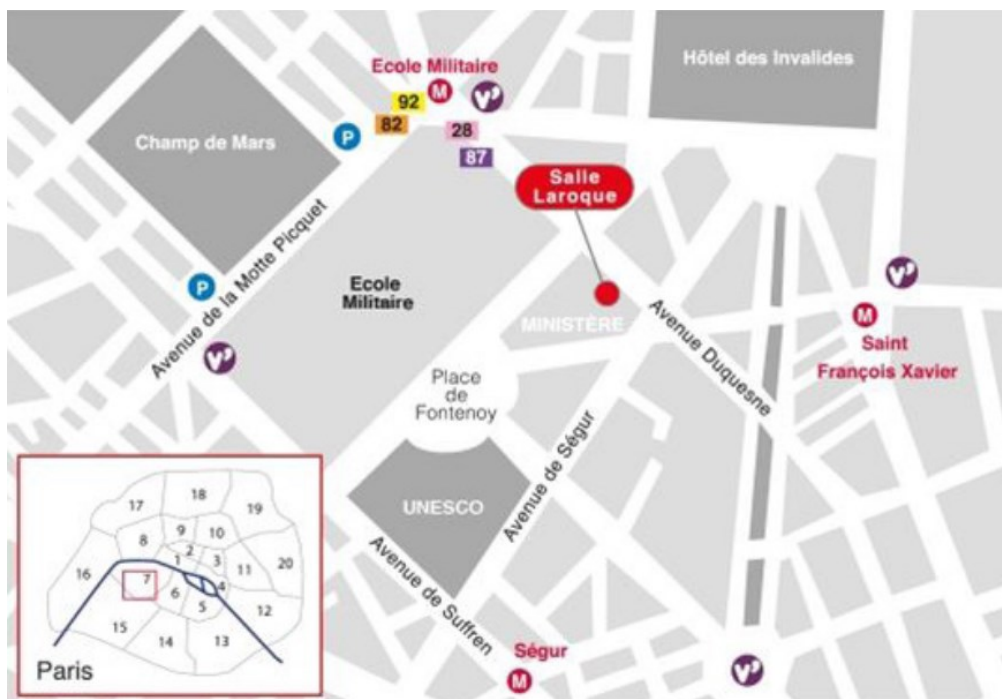 Ecole Militaire
M
V'
Hôtel des Invalides
92
82
28
87
P
Champ de Mars
Salle
Laroque
Avenue de la Motte Picquet
P
Ecole
Militaire
MINISTÈRE
V'
M
Saint
François Xavier
Avenue Duquesne
V'
Place
de
Fontenoy
Avenue de Ségur
UNESCO
Avenue de Suffren
Ségur
M
V'
17
18
19
8
9
10
2
1
3
16
7
4
11
20
6
5
12
15
14
13
Paris